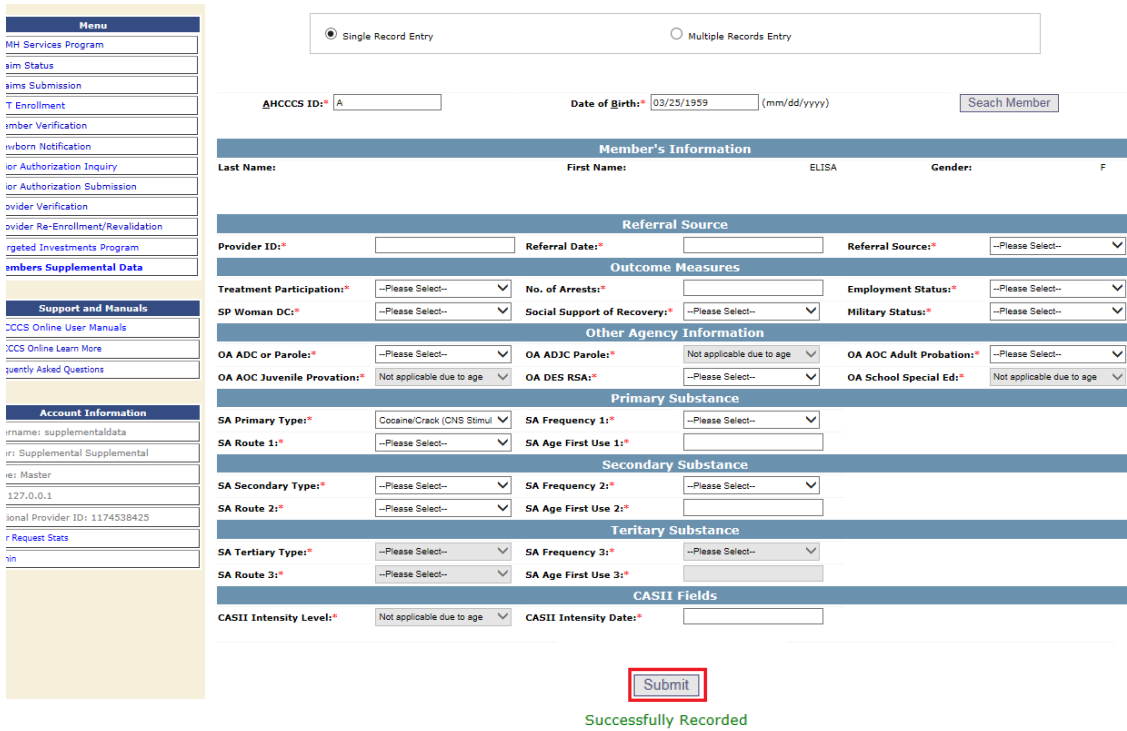 Menu
MH Services Program
aim Status
aims Submission
T Enrollment
ember Verification
ewborn Notification
ior Authorization Inquiry
ior Authorization Submission
ovider Verification
ovider Re-Enrollment/Revalidation
rgeted Investments Program
embers Supplemental Data
Support and Manuals
CCCS Online User Manuals
CCCS Online Learn More
quently Asked Questions
Account Information
ername: supplementaldata
er: Supplemental Supplemental
pe: Master
127.0.0.1
tional Provider ID: 1174538425
r Request Stats
min
Single Record Entry Multiple Records Entry
AHCCCS ID:* A Date of Birth:* 03/25/1959 (mm/dd/yyyy) Seach Member
Member's Information
Last Name: First Name: ELISA Gender: F
Referral Source
Provider ID:* Referral Date:* Referral Source:* --Please Select--
Outcome Measures
Treatment Participation:* --Please Select-- No. of Arrests:* Employment Status:* --Please Select--
SP Woman DC:* --Please Select-- Social Support of Recovery:* --Please Select-- Military Status:* --Please Select--
Other Agency Information
OA ADC or Parole:* --Please Select-- OA ADJC Parole:* Not applicable due to age OA AOC Adult Probation:* --Please Select--
OA AOC Juvenile Provation:* Not applicable due to age OA DES RSA:* --Please Select-- OA School Special Ed:* Not applicable due to age
Primary Substance
SA Primary Type:* Cocaine/Crack (CNS Stimul SA Frequency 1:* --Please Select--
SA Route 1:* --Please Select-- SA Age First Use 1:*
Secondary Substance
SA Secondary Type:* --Please Select-- SA Frequency 2:* --Please Select--
SA Route 2:* --Please Select-- SA Age First Use 2:*
Teritary Substance
SA Tertiary Type:* --Please Select-- SA Frequency 3:* --Please Select--
SA Route 3:* --Please Select-- SA Age First Use 3:*
CASII Fields
CASII Intensity Level:* Not applicable due to age CASII Intensity Date:*
Submit
Successfully Recorded